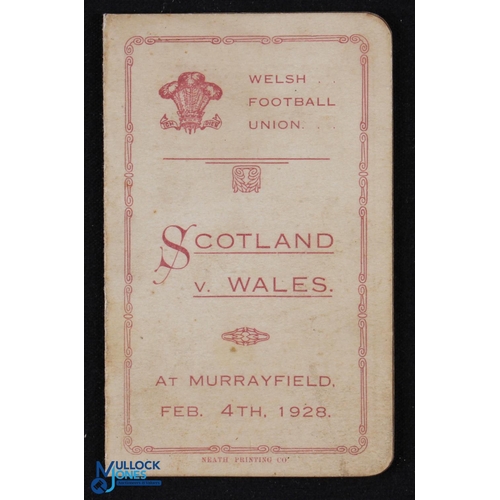 WELSH . .
FOOTBALL
UNION. . .
SCOTLAND
V. WALES.
AT MURRAYFIELD,
FEB. 4TH, 1928.
NEATH PRINTING CO.
MULLOCK
JONES